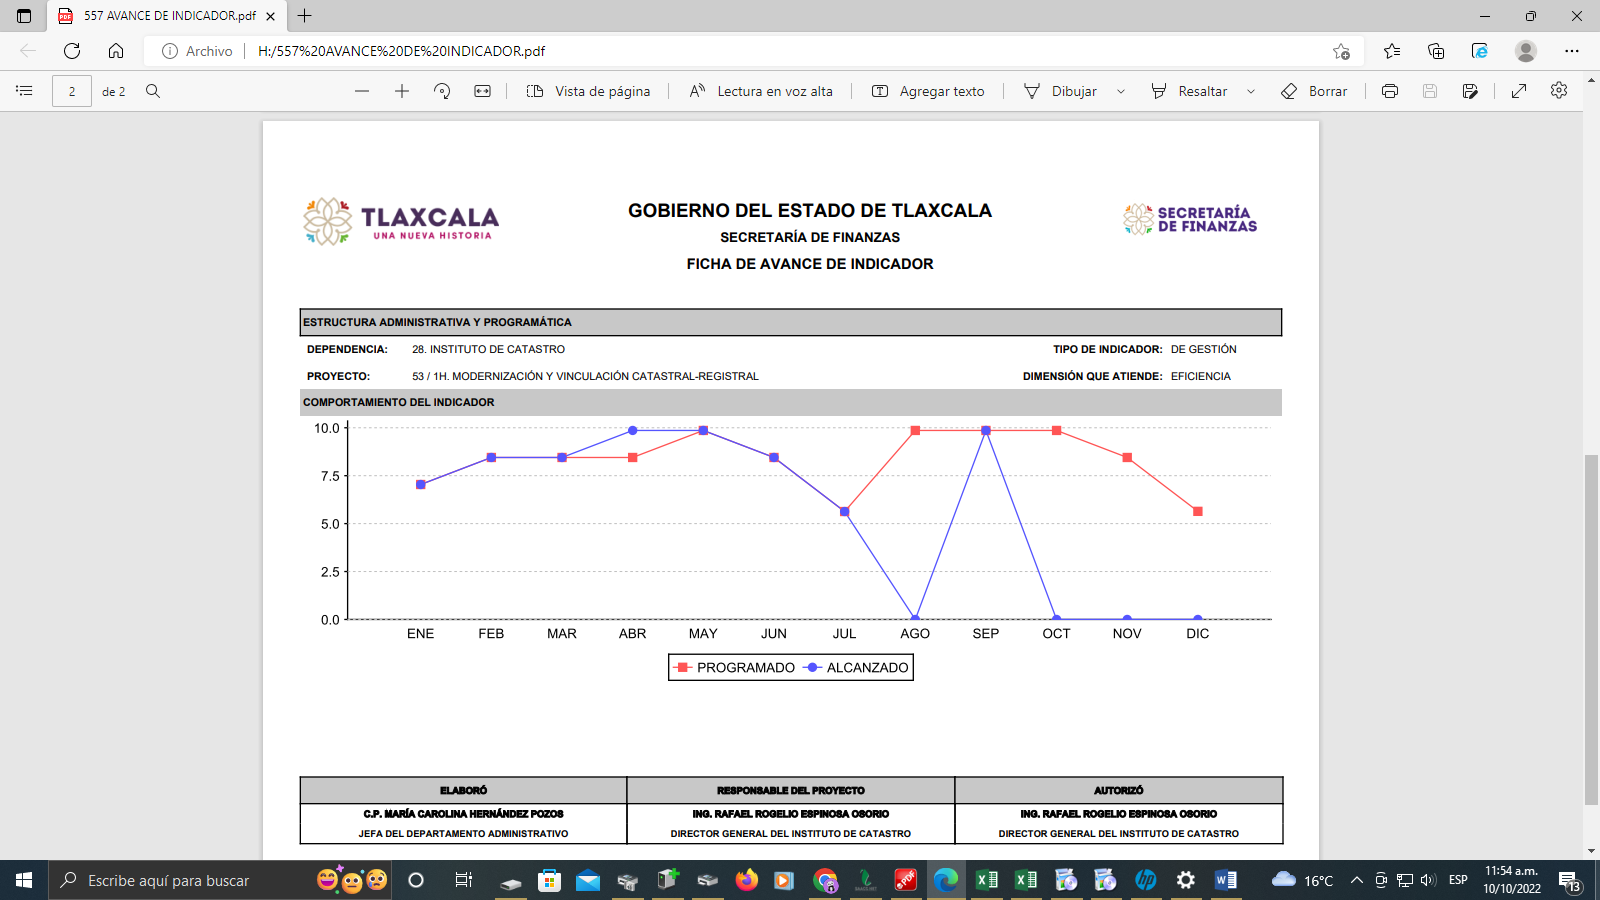 557 AVANCE DE INDICADOR.pdf
Archivo H:/557%20AVANCE%20DE%20INDICADOR.pdf
2 de 2 Vista de página Lectura en voz alta Agregar texto Dibujar Resaltar Borrar
TLAXCALA
UNA NUEVA HISTORIA
GOBIERNO DEL ESTADO DE TLAXCALA
SECRETARÍA DE FINANZAS
FICHA DE AVANCE DE INDICADOR
SECRETARÍA
DE FINANZAS
ESTRUCTURA ADMINISTRATIVA Y PROGRAMÁTICA
DEPENDENCIA: 28. INSTITUTO DE CATASTRO TIPO DE INDICADOR: DE GESTIÓN
PROYECTO: 53 / 1H. MODERNIZACIÓN Y VINCULACIÓN CATASTRAL-REGISTRAL DIMENSIÓN QUE ATIENDE: EFICIENCIA
COMPORTAMIENTO DEL INDICADOR
10.0
7.5
5.0
2.5
0.0
ENE FEB MAR ABR MAY JUN JUL AGO SEP OCT NOV DIC
PROGRAMADO ALCANZADO
ELABORÓ RESPONSABLE DEL PROYECTO AUTORIZÓ
C.P. MARÍA CAROLINA HERNÁNDEZ POZOS ING. RAFAEL ROGELIO ESPINOSA OSORIO ING. RAFAEL ROGELIO ESPINOSA OSORIO
JEFA DEL DEPARTAMENTO ADMINISTRATIVO DIRECTOR GENERAL DEL INSTITUTO DE CATASTRO DIRECTOR GENERAL DEL INSTITUTO DE CATASTRO
Escribe aquí para buscar 16°C ESP 11:54 a.m.
10/10/2022 13